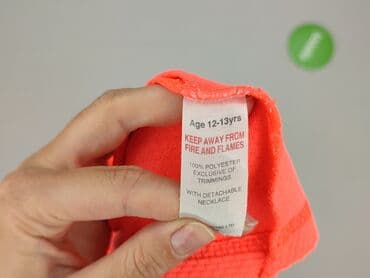 Age 12-13yrs
KEEP AWAY FROM
FIRE AND FLAMES
100% POLYESTER
EXCLUSIVE OF
TRIMMINGS
WITH DETACHABLE
NECKLACE